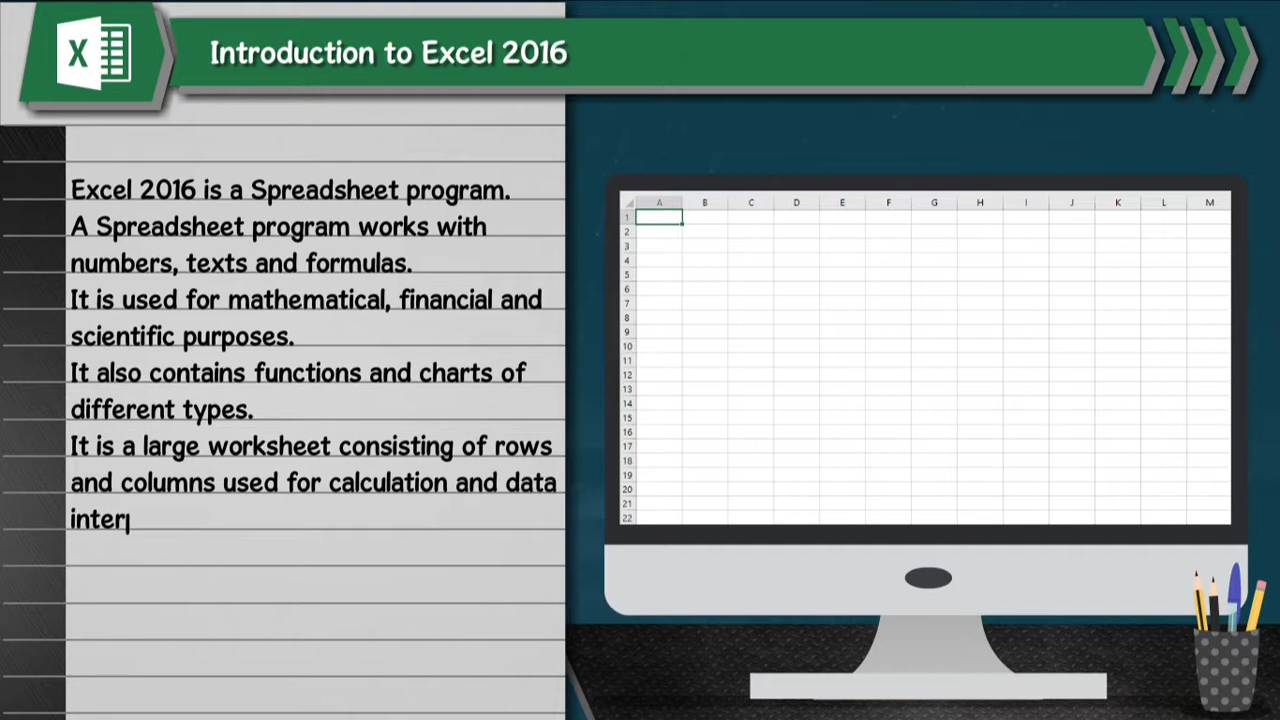 X
Introduction to Excel 2016
Excel 2016 is a Spreadsheet program.
A Spreadsheet program works with
numbers, texts and formulas.
It is used for mathematical, financial and
scientific purposes.
It also contains functions and charts of
different types.
It is a large worksheet consisting of rows
and columns used for calculation and data
inter
A B C D E F G H I J K L M
1
2
3
4
5
6
7
8
9
10
11
12
13
14
15
16
17
18
19
20
21
22